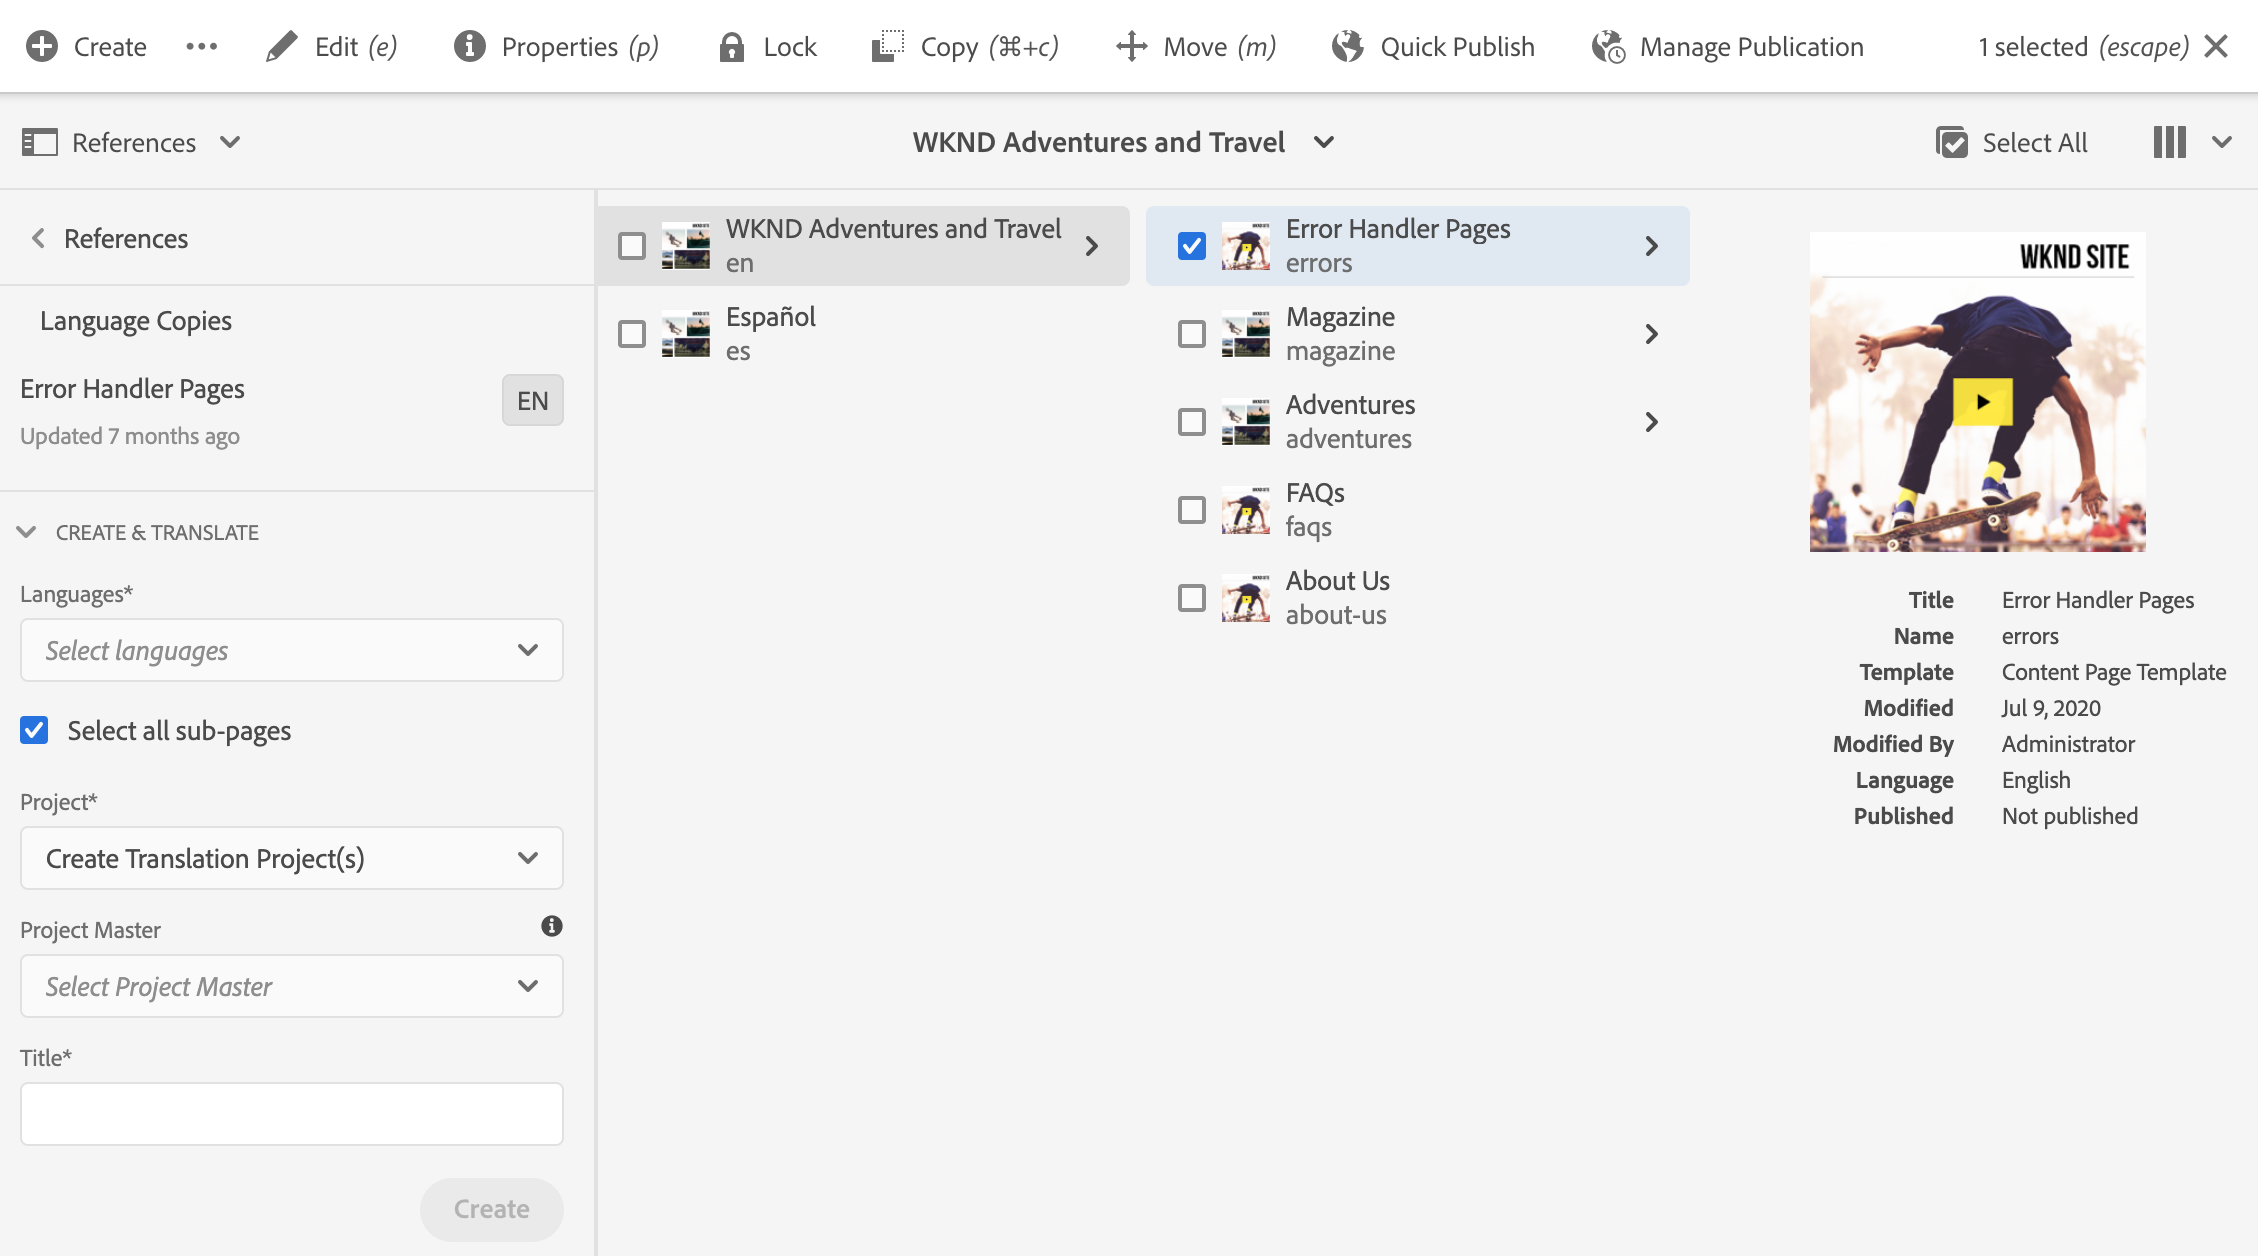 Create
Edit (e)
Properties (p)
Lock
Copy (⌘+c)
Move (m)
Quick Publish
Manage Publication
1 selected (escape)
References
WKND Adventures and Travel
Select All
References
Language Copies
Error Handler Pages
EN
Updated 7 months ago
CREATE & TRANSLATE
Languages*
Select languages
Select all sub-pages
Project*
Create Translation Project(s)
Project Master
Select Project Master
Title*
Create
WKND Adventures and Travel
en
Español
es
Error Handler Pages
errors
Magazine
magazine
Adventures
adventures
FAQs
faqs
About Us
about-us
WKND SITE
Title Error Handler Pages
Name errors
Template Content Page Template
Modified Jul 9, 2020
Modified By Administrator
Language English
Published Not published